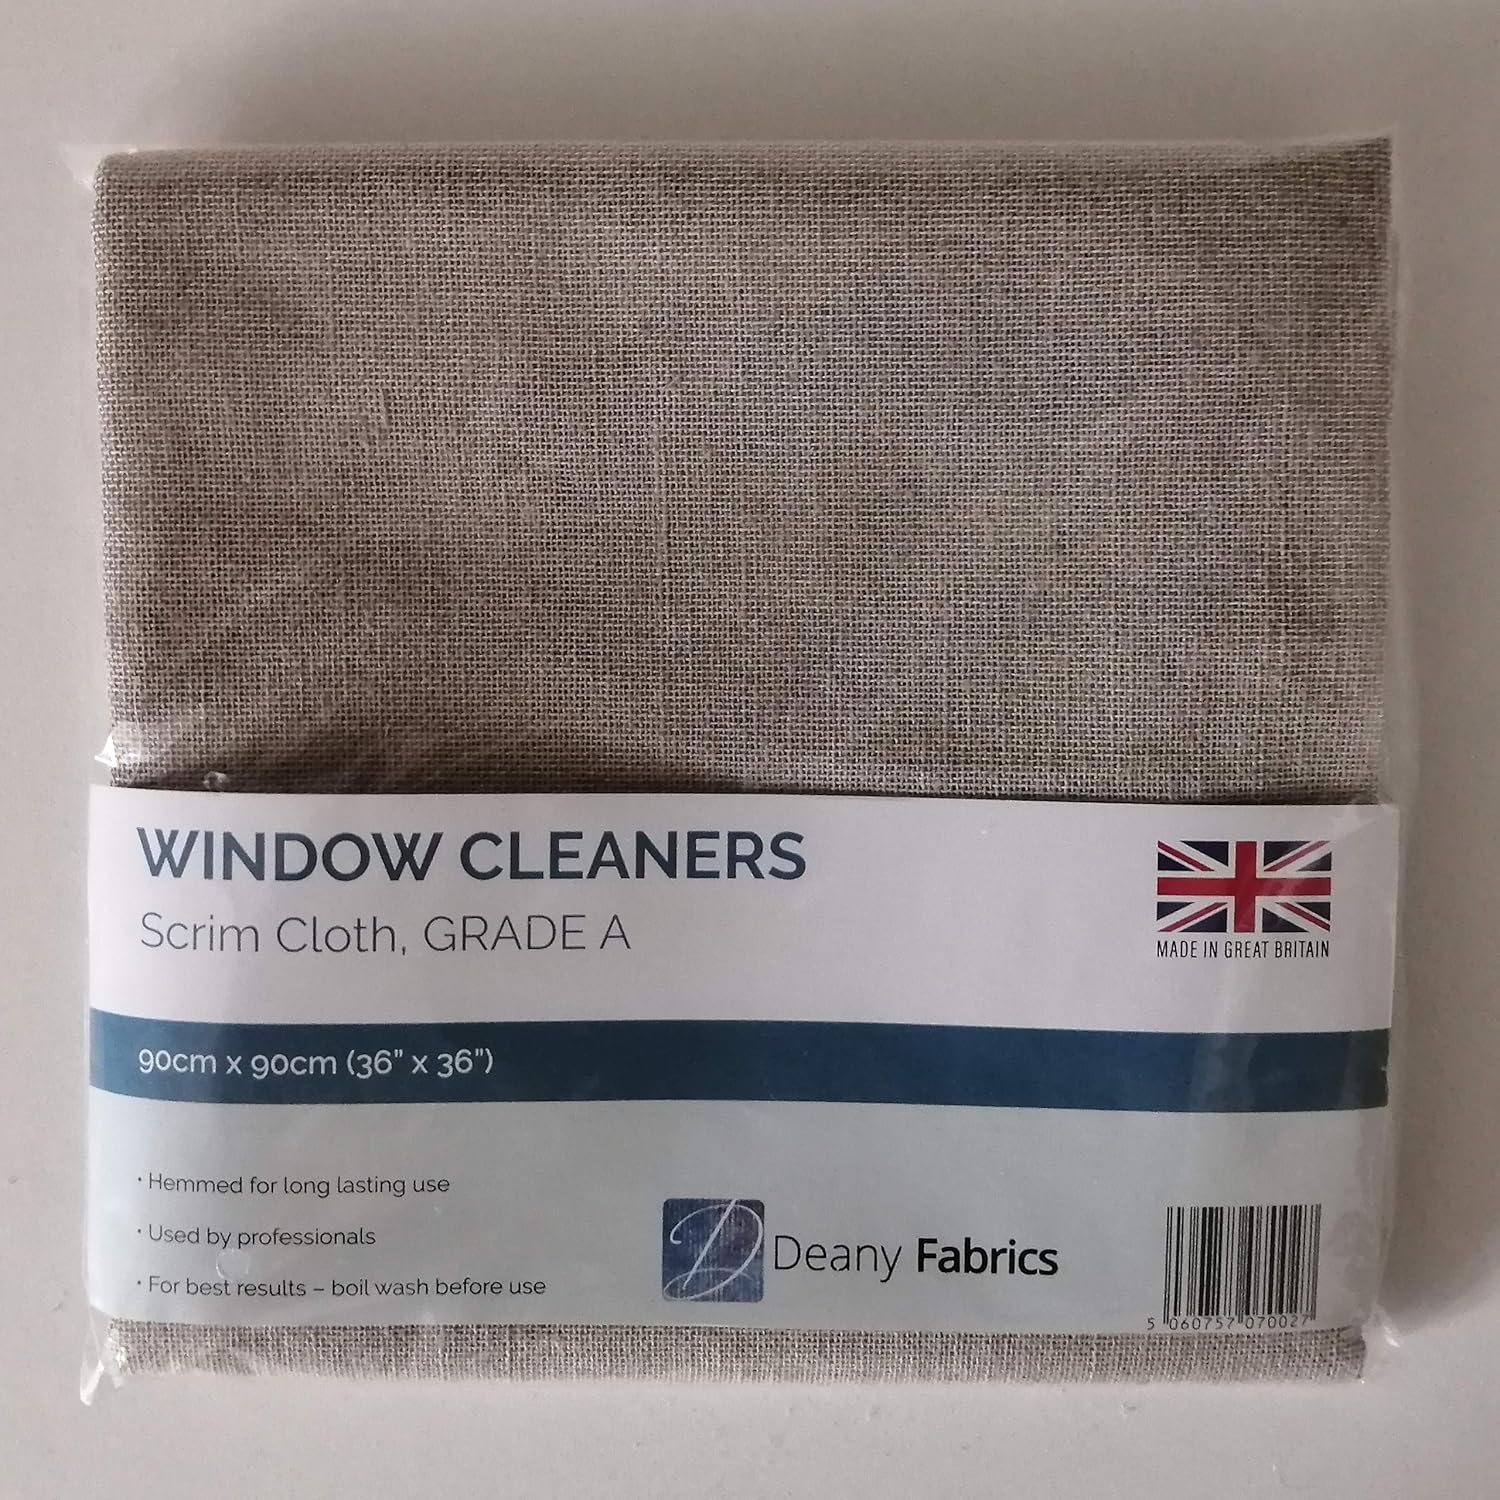 WINDOW CLEANERS
Scrim Cloth, GRADE A
MADE IN GREAT BRITAIN
90cm x 90cm (36" x 36")
• Hemmed for long lasting use
• Used by professionals
• For best results – boil wash before use
D Deany Fabrics
5 060757 070027